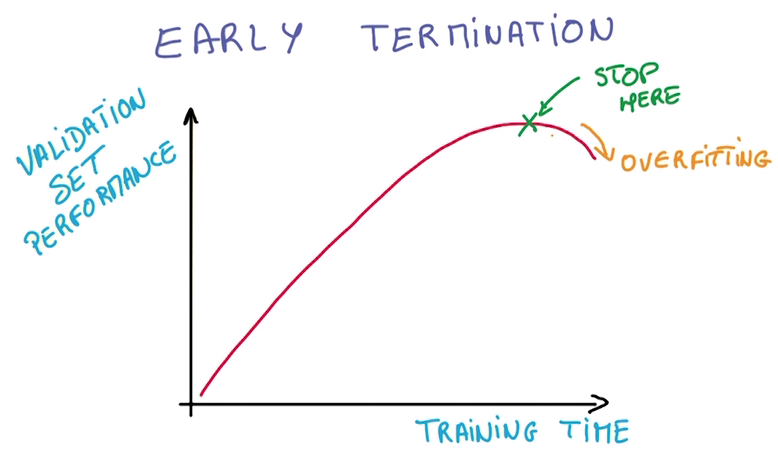 EARLY TERMINATION
STOP
HERE
VALIDATION
SET
PERFORMANCE
OVERFITTING
TRAINING TIME